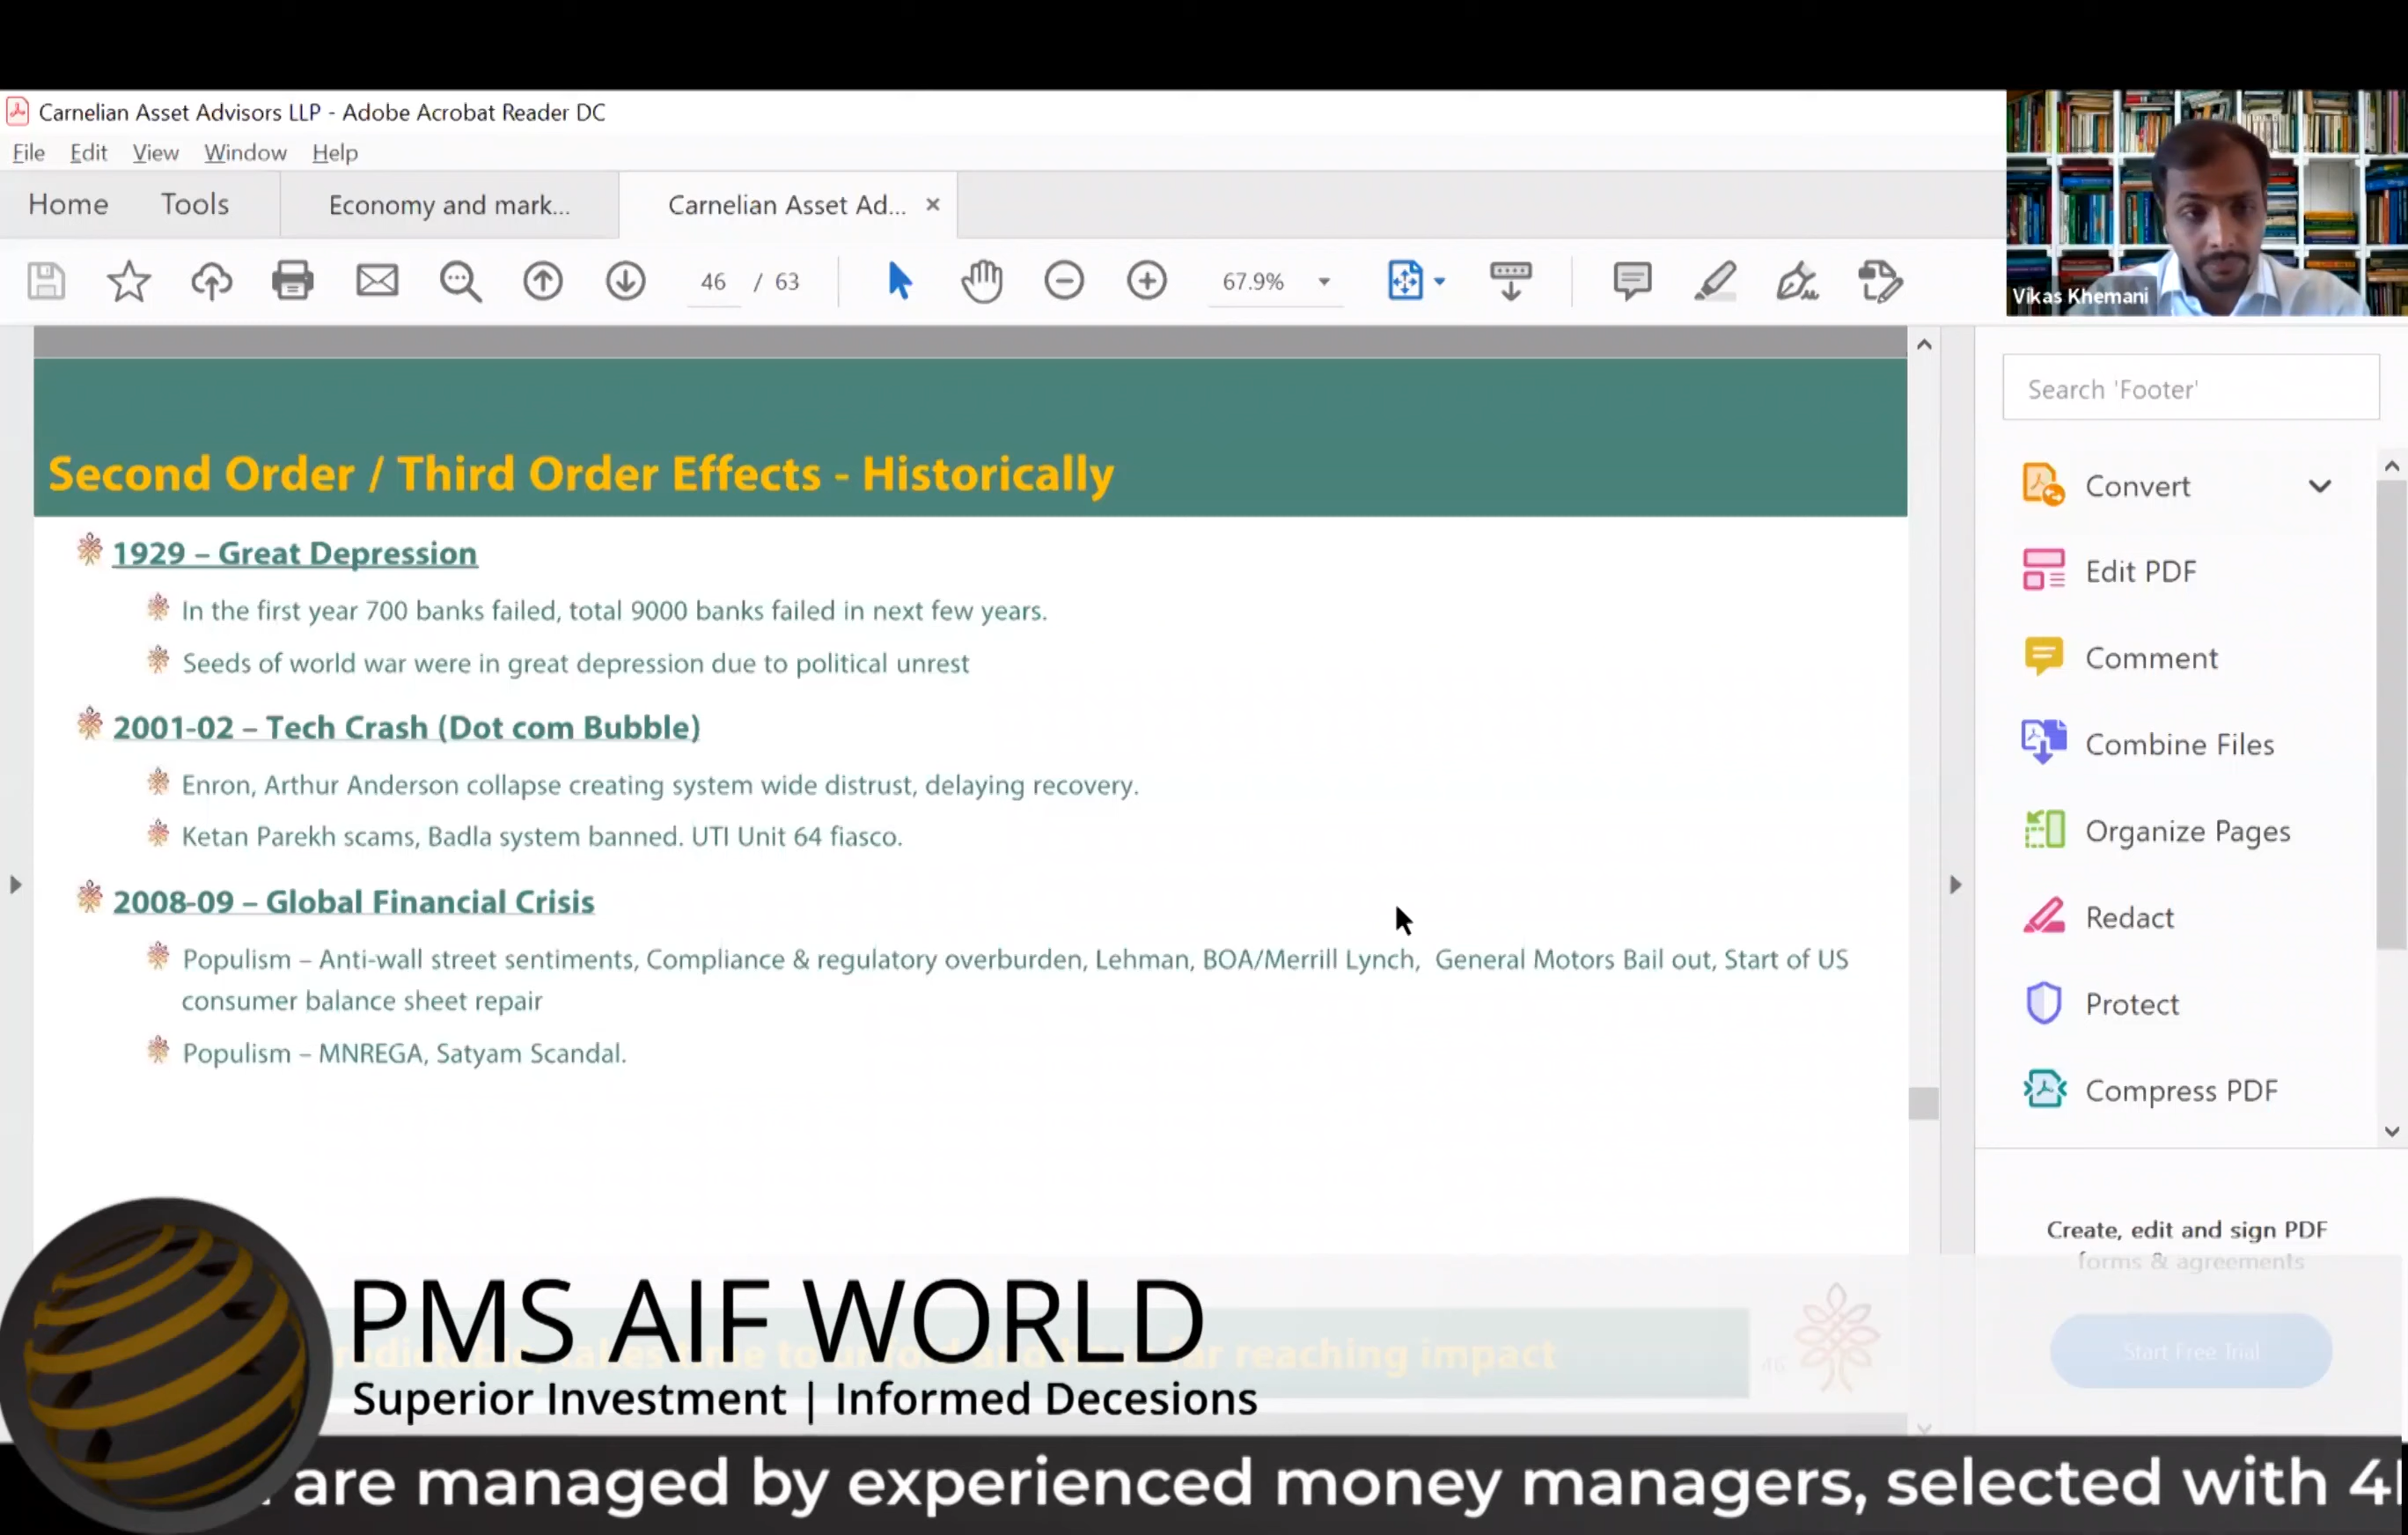 Carnelian Asset Advisors LLP - Adobe Acrobat Reader DC
File Edit View Window Help
Home Tools Economy and mark... Carnelian Asset Ad... ×
46 / 63 67.9%
Vikas Khemani
Second Order / Third Order Effects - Historically
1929 – Great Depression
In the first year 700 banks failed, total 9000 banks failed in next few years.
Seeds of world war were in great depression due to political unrest
2001-02 – Tech Crash (Dot com Bubble)
Enron, Arthur Anderson collapse creating system wide distrust, delaying recovery.
Ketan Parekh scams, Badla system banned. UTI Unit 64 fiasco.
2008-09 – Global Financial Crisis
Populism – Anti-wall street sentiments, Compliance & regulatory overburden, Lehman, BOA/Merrill Lynch, General Motors Bail out, Start of US
consumer balance sheet repair
Populism – MNREGA, Satyam Scandal.
reaching impact
46
Search 'Footer'
Convert
Edit PDF
Comment
Combine Files
Organize Pages
Redact
Protect
Compress PDF
Create, edit and sign PDF
forms & agreements
Start Free Trial
PMS AIF WORLD
Superior Investment | Informed Decesions
are managed by experienced money managers, selected with